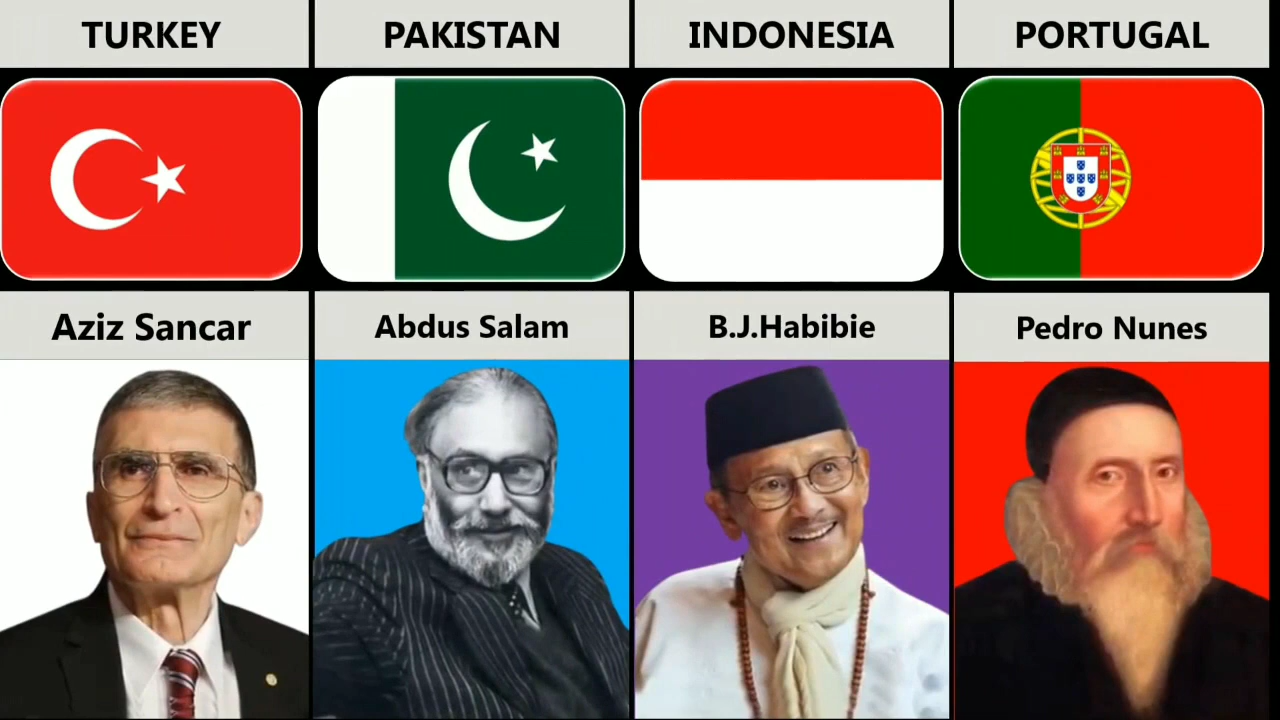 TURKEY
PAKISTAN
INDONESIA
PORTUGAL
Aziz Sancar
Abdus Salam
B.J.Habibie
Pedro Nunes